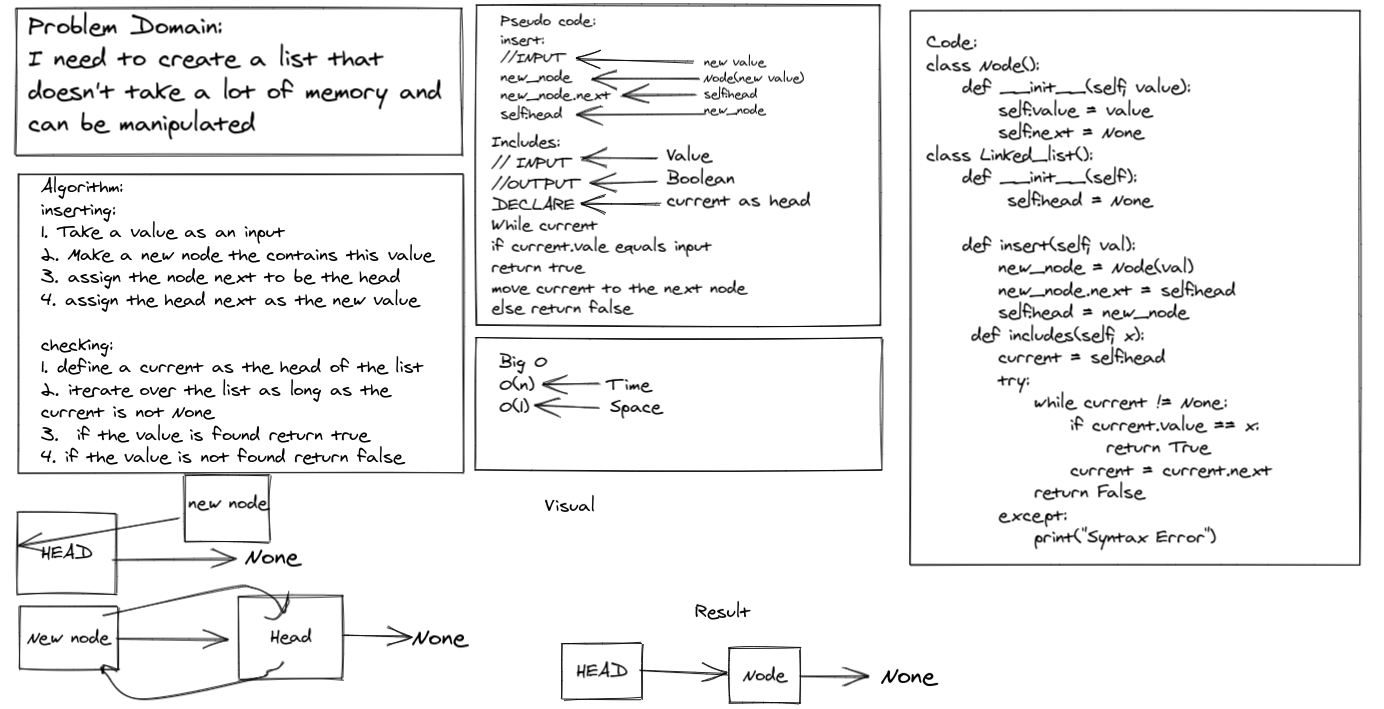 Problem Domain:
I need to create a list that
doesn't take a lot of memory and
can be manipulated
Algorithm:
inserting:
1. Take a value as an input
2. Make a new node the contains this value
3. assign the node next to be the head
4. assign the head next as the new value
checking:
1. define a current as the head of the list
2. iterate over the list as long as the
current is not None
3. if the value is found return true
4. if the value is not found return false
Pseudo code:
insert:
//INPUT new value
new_node Node(new value)
new_node.next self.head
self.head new_node
Includes:
// INPUT Value
//OUTPUT Boolean
DECLARE current as head
While current
if current.vale equals input
return true
move current to the next node
else return false
Big O
O(n) Time
O(1) Space
Code:
class Node():
def __init__(self, value):
self.value = value
self.next = None
class Linked_list():
def __init__(self):
self.head = None
def insert(self, val):
new_node = Node(val)
new_node.next = self.head
self.head = new_node
def includes(self, x):
current = self.head
try:
while current != None:
if current.value == x:
return True
current = current.next
return False
except:
print("Syntax Error")
Visual
new node
HEAD None
New node Head None
Result
HEAD Node None